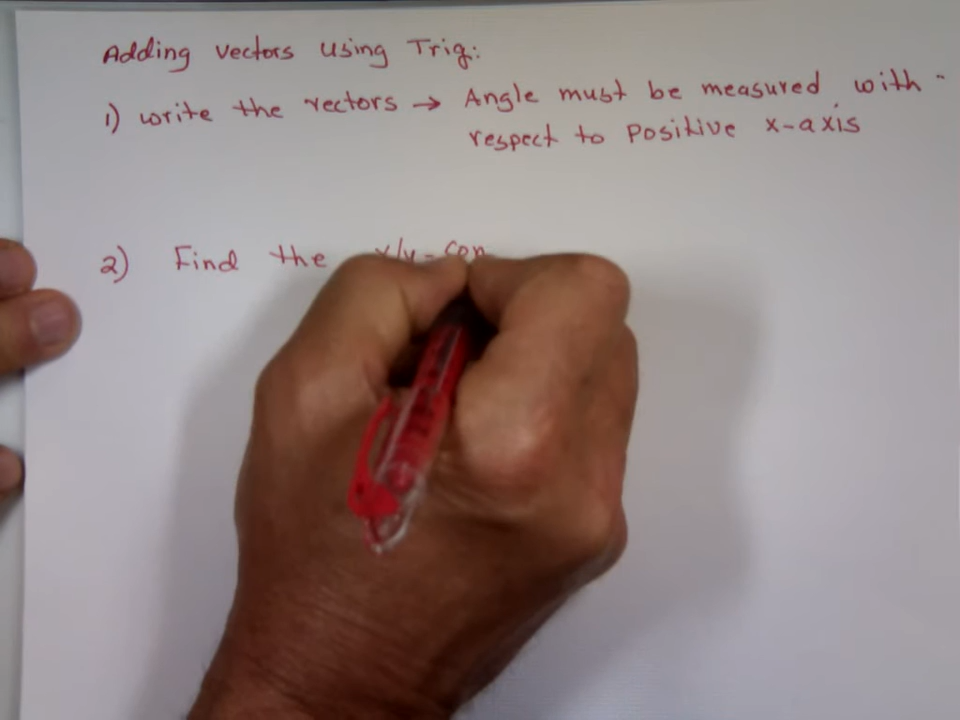 Adding vectors using Trig:
1) write the vectors → Angle must be measured with
respect to positive x-axis
2) Find the x/y-con